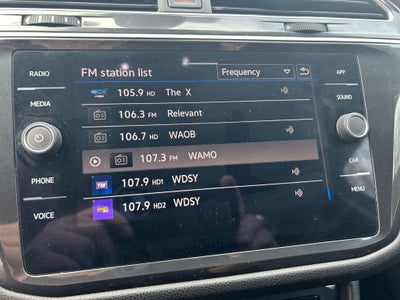 RADIO
MEDIA
PHONE
VOICE
FM station list
Frequency
105.9 HD The X
106.3 FM Relevant
106.7 HD WAOB
107.3 FM WAMO
107.9 HD1 WDSY
107.9 HD2 WDSY
APP
SOUND
CAR
MENU